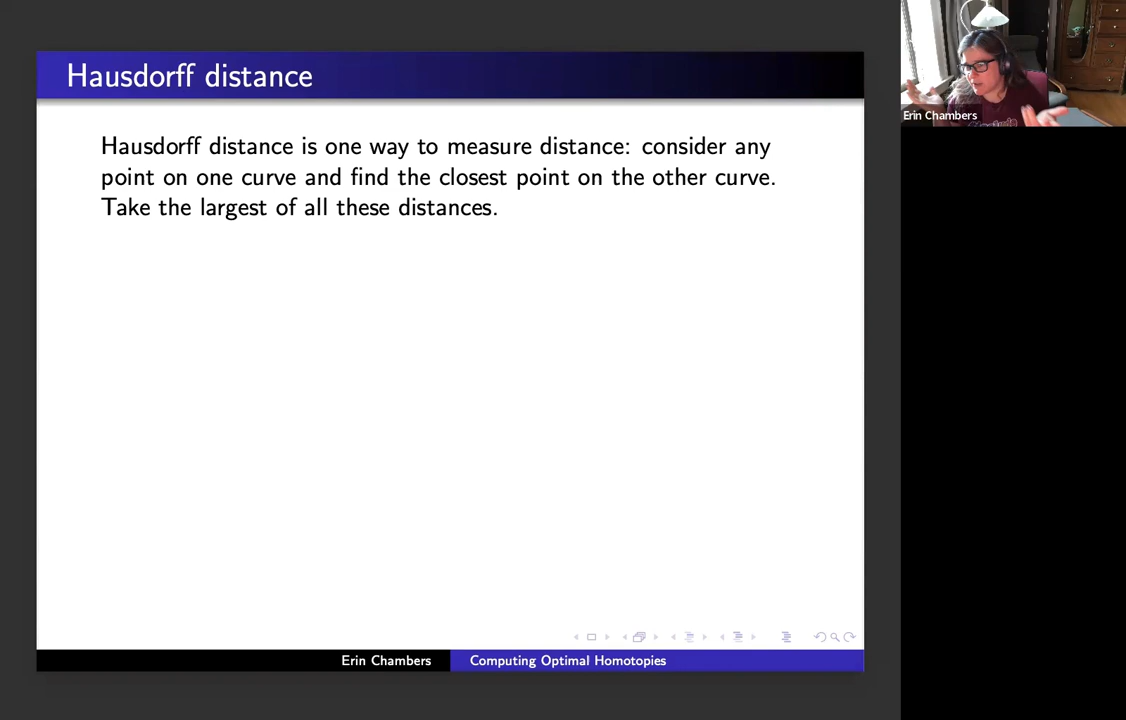 Hausdorff distance
Hausdorff distance is one way to measure distance: consider any
point on one curve and find the closest point on the other curve.
Take the largest of all these distances.
Erin Chambers
Erin Chambers
Computing Optimal Homotopies